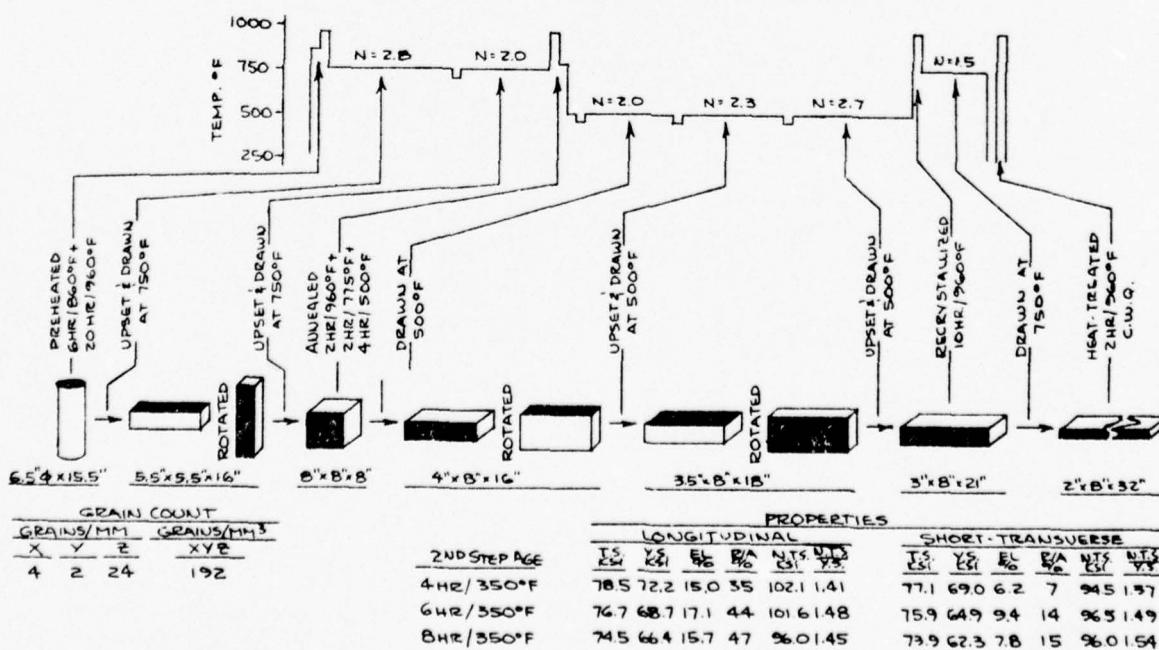 1000
750
500
250
TEMP. °F
N=2.8
N=2.0
N=2.0
N=2.3
N=2.7
N=1.5
PREHEATED
6HR/860°F+
20HR/960°F
UPSET & DRAWN
AT 750°F
UPSET & DRAWN
AT 750°F
ANNEALED
2HR/960°F+
2HR/775°F+
4HR/500°F
DRAWN AT
500°F
UPSET & DRAWN
AT 500°F
UPSET & DRAWN
AT 500°F
RECRYSTALLIZED
10HR/960°F
DRAWN AT
750°F
HEAT-TREATED
2HR/960°F
C.W.Q.
ROTATED
ROTATED
ROTATED
6.5"ϕ x 15.5"
5.5"x5.5"x16"
8"x8"x8"
4"x8"x16"
3.5"x8"x18"
3"x8"x21"
2"x8"x32"
GRAIN COUNT
GRAINS/MM GRAINS/MM³
X Y Z XYZ
4 2 24 192
PROPERTIES
LONGITUDINAL SHORT-TRANSVERSE
2ND STEP AGE T.S. KSI Y.S. KSI EL % R/A % N.T.S. KSI N.T.S. Y.S. T.S. KSI Y.S. KSI EL % R/A % N.T.S. KSI N.T.S. Y.S.
4HR/350°F 78.5 72.2 15.0 35 102.1 1.41 77.1 69.0 6.2 7 94.5 1.37
6HR/350°F 76.7 68.7 17.1 44 101.6 1.48 75.9 64.9 9.4 14 96.5 1.49
8HR/350°F 74.5 66.4 15.7 47 96.0 1.45 73.9 62.3 7.8 15 96.0 1.54